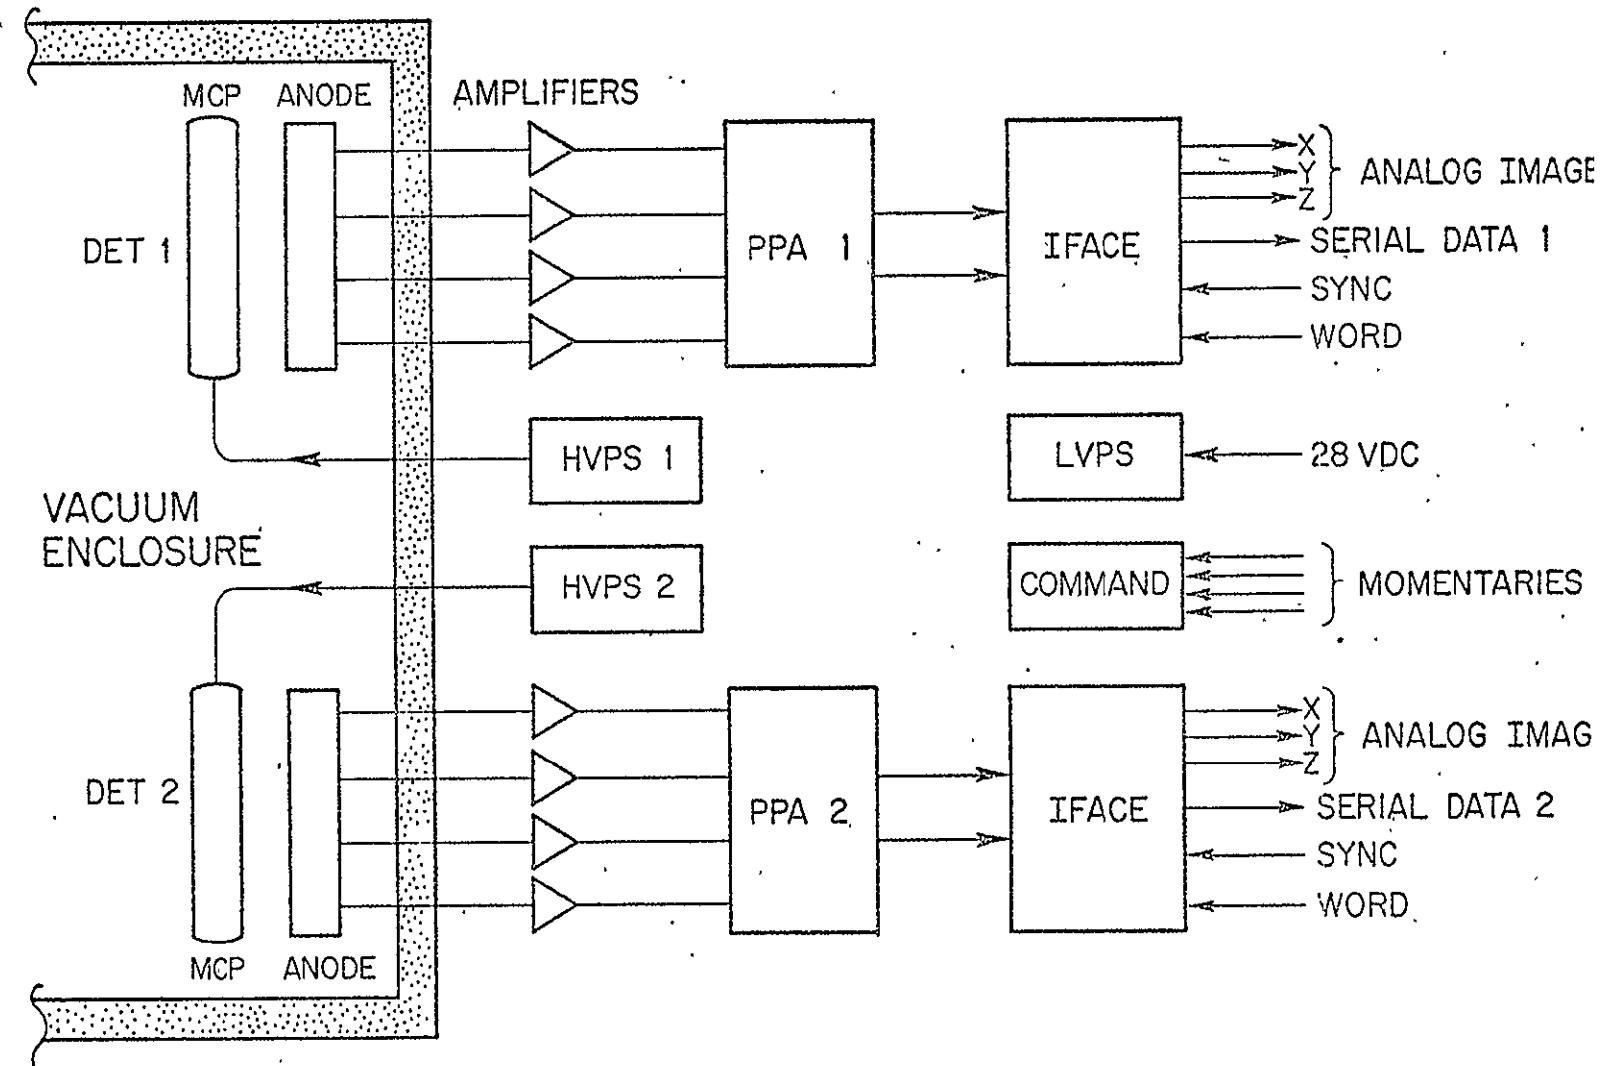 MCP ANODE AMPLIFIERS
DET 1
PPA 1
IFACE
X
Y
Z
ANALOG IMAGE
SERIAL DATA 1
SYNC
WORD
HVPS 1
LVPS
28 VDC
VACUUM
ENCLOSURE
HVPS 2
COMMAND
MOMENTARIES
DET 2
PPA 2
IFACE
X
Y
Z
ANALOG IMAG
SERIAL DATA 2
SYNC
WORD
MCP ANODE